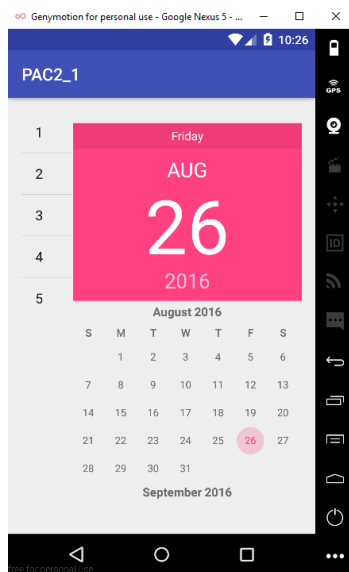 Genymotion for personal use - Google Nexus 5 - ...
10:26
PAC2_1
GPS
ID
1
2
3
4
5
Friday
AUG
26
2016
August 2016
S M T W T F S
1 2 3 4 5 6
7 8 9 10 11 12 13
14 15 16 17 18 19 20
21 22 23 24 25 26 27
28 29 30 31
September 2016
free for personal use